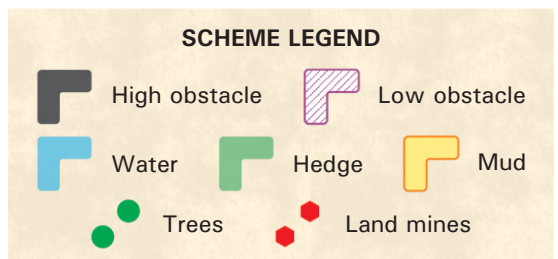 SCHEME LEGEND
High obstacle Low obstacle
Water Hedge Mud
Trees Land mines